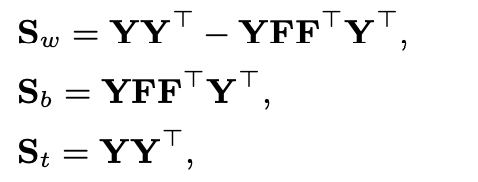 S_w = YY^⊤ − YFF^⊤Y^⊤,
S_b = YFF^⊤Y^⊤,
S_t = YY^⊤,